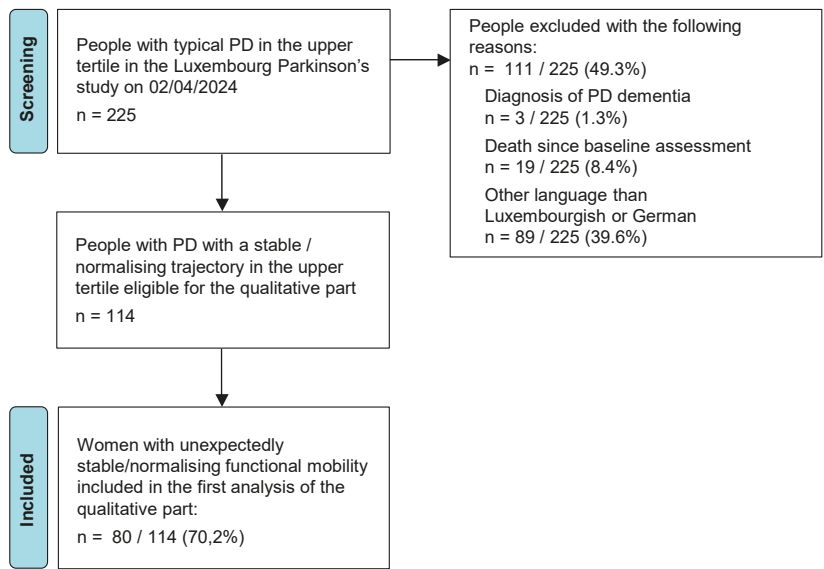 Screening
People with typical PD in the upper
tertile in the Luxembourg Parkinson's
study on 02/04/2024
n = 225
People excluded with the following
reasons:
n = 111 / 225 (49.3%)
Diagnosis of PD dementia
n = 3 / 225 (1.3%)
Death since baseline assessment
n = 19 / 225 (8.4%)
Other language than
Luxembourgish or German
n = 89 / 225 (39.6%)
People with PD with a stable /
normalising trajectory in the upper
tertile eligible for the qualitative part
n = 114
Included
Women with unexpectedly
stable/normalising functional mobility
included in the first analysis of the
qualitative part:
n = 80 / 114 (70,2%)